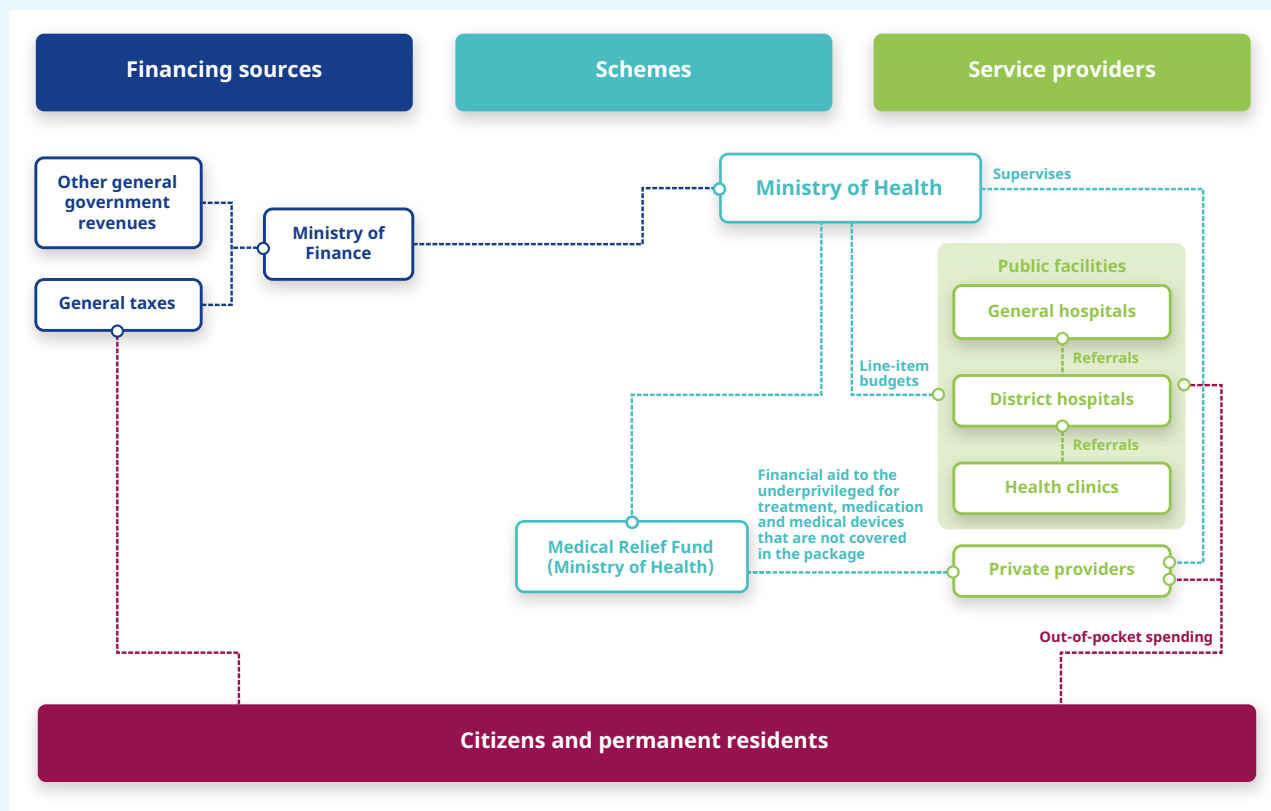 Financing sources
Schemes
Service providers
Other general
government
revenues
Ministry of
Finance
General taxes
Ministry of Health
Supervises
Public facilities
General hospitals
Referrals
Line-item
budgets
District hospitals
Referrals
Health clinics
Financial aid to the
underprivileged for
treatment, medication
and medical devices
that are not covered
in the package
Medical Relief Fund
(Ministry of Health)
Private providers
Out-of-pocket spending
Citizens and permanent residents